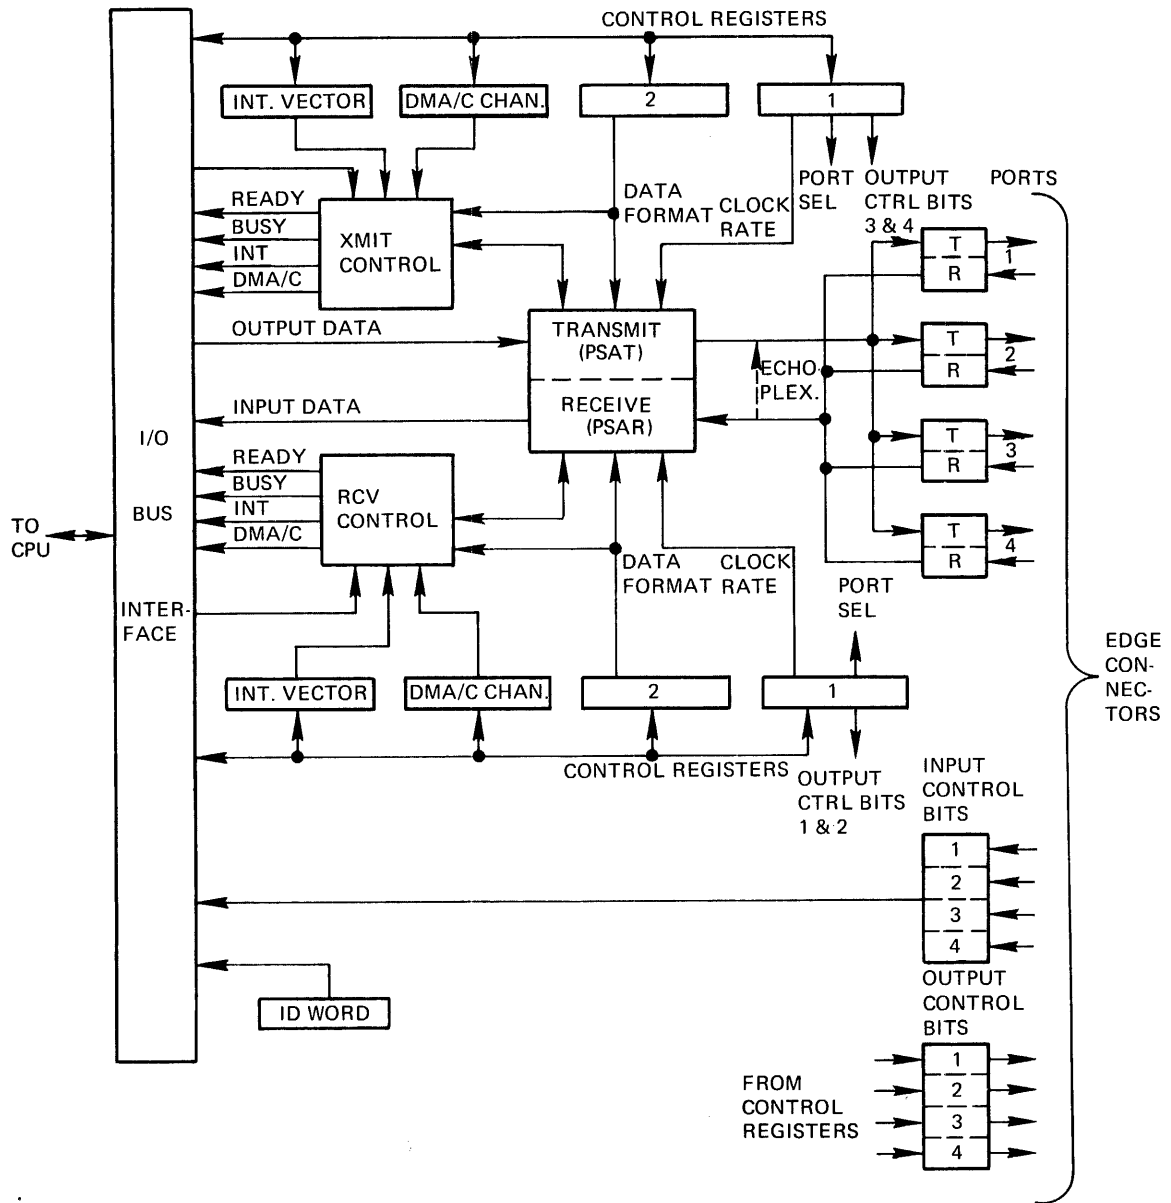 CONTROL REGISTERS
INT. VECTOR
DMA/C CHAN.
2
1
PORT
SEL
OUTPUT
CTRL BITS
3 & 4
PORTS
DATA
FORMAT
CLOCK
RATE
READY
BUSY
INT
DMA/C
XMIT
CONTROL
T
R
1
OUTPUT DATA
TRANSMIT
(PSAT)
T
R
2
ECHO
PLEX.
INPUT DATA
RECEIVE
(PSAR)
T
R
3
I/O
BUS
INTER-
FACE
READY
BUSY
INT
DMA/C
RCV
CONTROL
TO
CPU
T
R
4
DATA
FORMAT
CLOCK
RATE
PORT
SEL
EDGE
CON-
NEC-
TORS
INT. VECTOR
DMA/C CHAN.
2
1
CONTROL REGISTERS
OUTPUT
CTRL BITS
1 & 2
INPUT
CONTROL
BITS
1
2
3
4
ID WORD
OUTPUT
CONTROL
BITS
FROM
CONTROL
REGISTERS
1
2
3
4